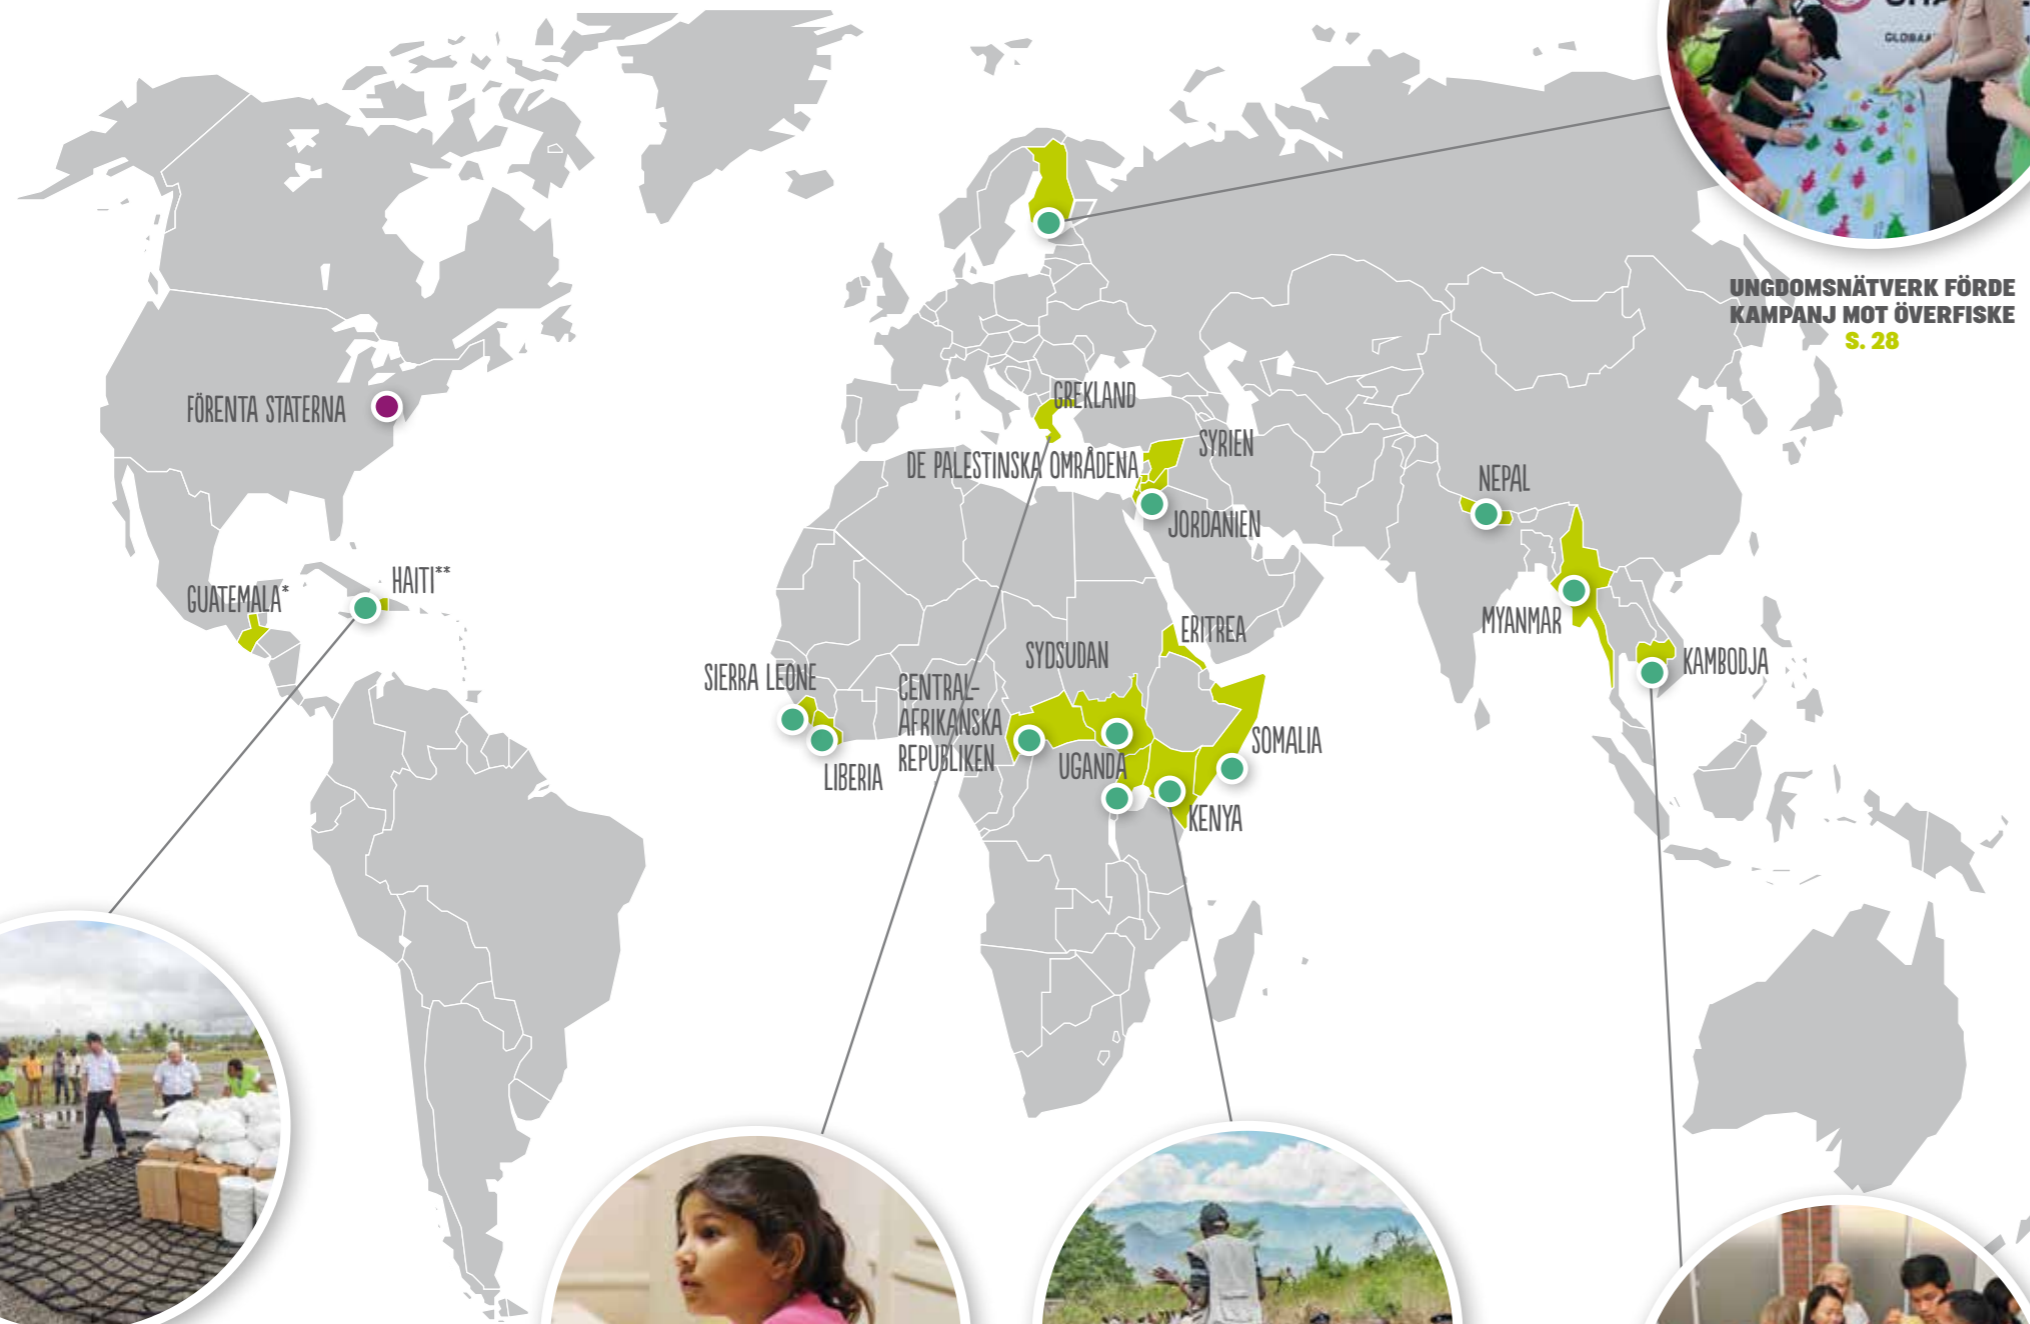 GLOBAA
UNGDOMSNÄTVERK FÖRDE
KAMPANJ MOT ÖVERFISKE
S. 28
FÖRENTA STATERNA
GREKLAND
SYRIEN
DE PALESTINSKA OMRÅDENA
JORDANIEN
NEPAL
GUATEMALA*
HAITI**
MYANMAR
KAMBODJA
ERITREA
SYDSUDAN
SIERRA LEONE
CENTRAL-
AFRIKANSKA
REPUBLIKEN
LIBERIA
UGANDA
SOMALIA
KENYA